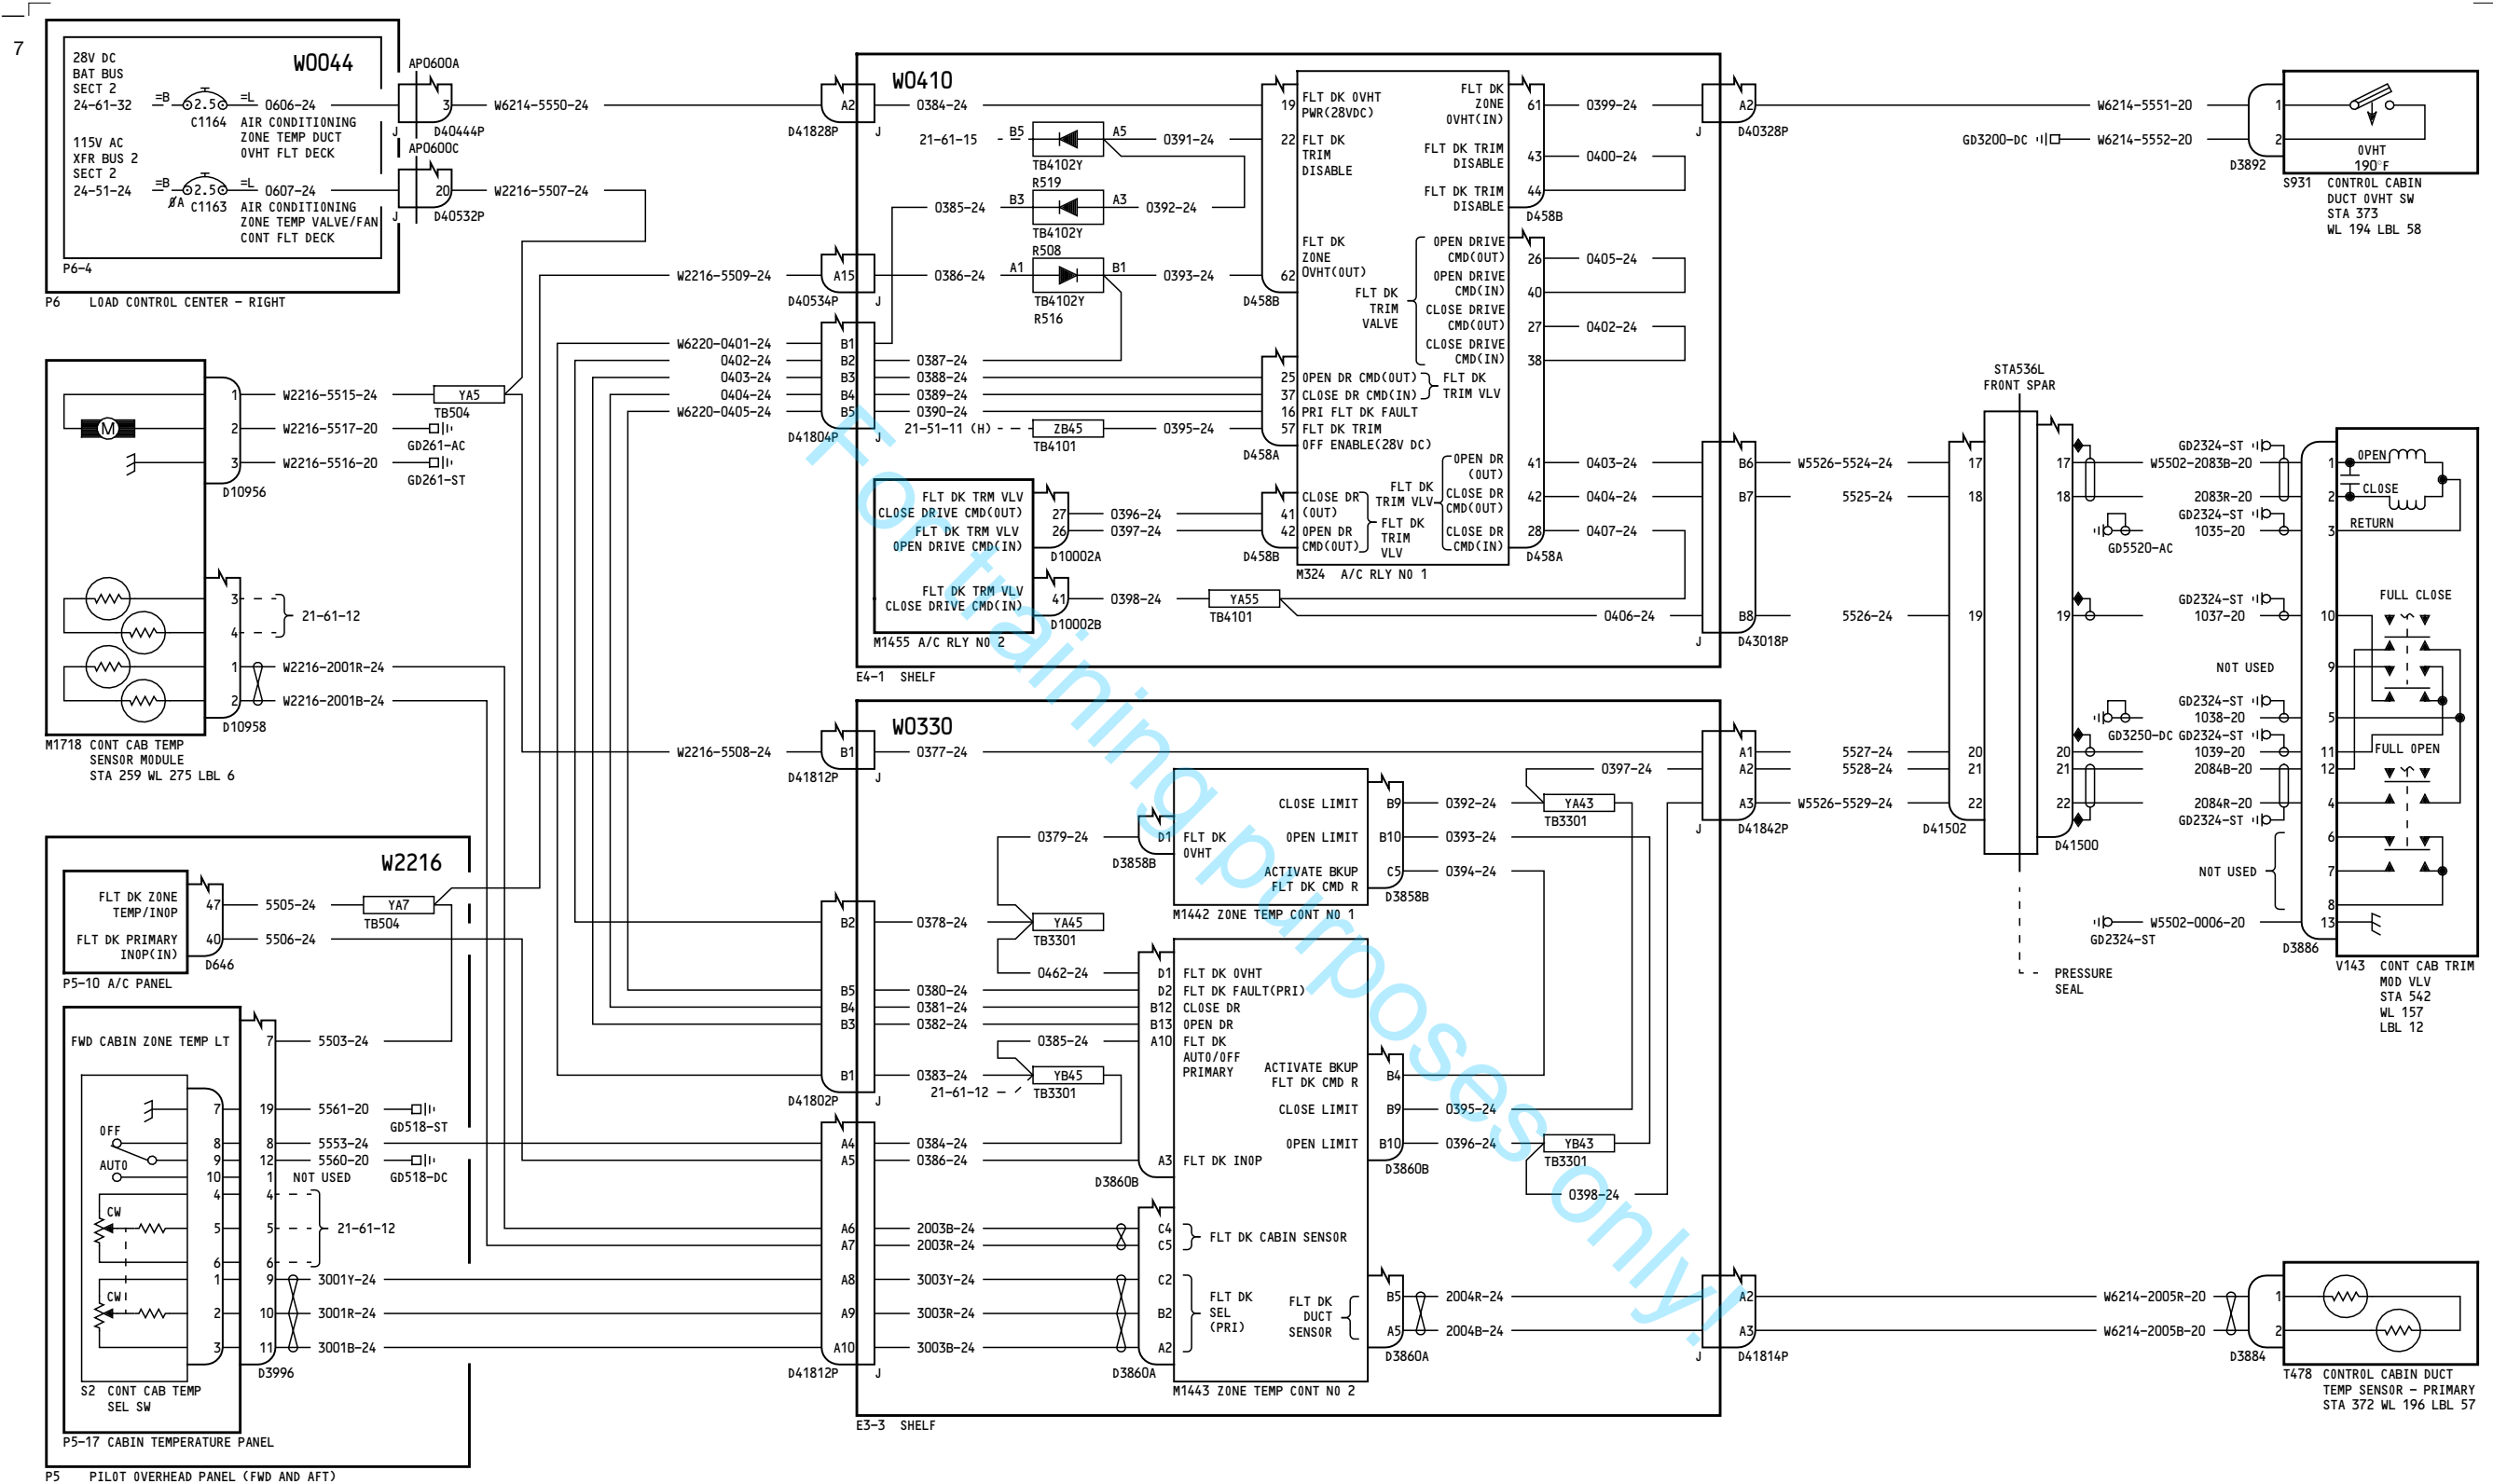 7
28V DC
BAT BUS
SECT 2
24-61-32
=B
2.5
=L
0606-24
C1164
AIR CONDITIONING
ZONE TEMP DUCT
OVHT FLT DECK
115V AC
XFR BUS 2
SECT 2
24-51-24
=B
2.5
=L
0607-24
ØA C1163
AIR CONDITIONING
ZONE TEMP VALVE/FAN
CONT FLT DECK
W0044
P6-4
P6 LOAD CONTROL CENTER - RIGHT
AP0600A
3
J
D40444P
AP0600C
20
J
D40532P
W6214-5550-24
W2216-5507-24
W2216-5509-24
W6220-0401-24
0402-24
0403-24
0404-24
W6220-0405-24
A2
D41828P
J
A15
D40534P
J
B1
B2
B3
B4
B5
D41804P
J
M
1
2
3
D10956
W2216-5515-24
W2216-5517-20
W2216-5516-20
YA5
TB504
GD261-AC
GD261-ST
3
4
1
2
D10958
21-61-12
W2216-2001R-24
W2216-2001B-24
M1718 CONT CAB TEMP
SENSOR MODULE
STA 259 WL 275 LBL 6
W0410
0384-24
21-61-15
B5
A5
TB4102Y
R519
0391-24
0385-24
B3
A3
TB4102Y
R508
0392-24
0386-24
A1
B1
TB4102Y
R516
0393-24
0387-24
0388-24
0389-24
0390-24
21-51-11 (H)
ZB45
TB4101
0395-24
19
22
62
D458B
FLT DK OVHT
PWR(28VDC)
FLT DK
TRIM
DISABLE
FLT DK
ZONE
OVHT(OUT)
FLT DK
ZONE
OVHT(IN)
FLT DK TRIM
DISABLE
FLT DK TRIM
DISABLE
61
43
44
D458B
0399-24
0400-24
OPEN DRIVE
CMD(OUT)
OPEN DRIVE
CMD(IN)
CLOSE DRIVE
CMD(OUT)
CLOSE DRIVE
CMD(IN)
FLT DK
TRIM
VALVE
26
40
27
38
0405-24
0402-24
25
37
16
57
D458A
OPEN DR CMD(OUT)
CLOSE DR CMD(IN)
FLT DK
TRIM VLV
PRI FLT DK FAULT
FLT DK TRIM
OFF ENABLE(28V DC)
OPEN DR
(OUT)
CLOSE DR
CMD(OUT)
CLOSE DR
CMD(IN)
FLT DK
TRIM VLV
41
42
28
D458A
0403-24
0404-24
0407-24
41
42
D458B
CLOSE DR
(OUT)
OPEN DR
CMD(OUT)
FLT DK
TRIM
VLV
M324 A/C RLY NO 1
FLT DK TRM VLV
CLOSE DRIVE CMD(OUT)
FLT DK TRM VLV
OPEN DRIVE CMD(IN)
FLT DK TRM VLV
CLOSE DRIVE CMD(IN)
27
26
D10002A
41
D10002B
0396-24
0397-24
0398-24
YA55
TB4101
0406-24
M1455 A/C RLY NO 2
E4-1 SHELF
A2
J
D40328P
B6
B7
B8
J
D43018P
W6214-5551-20
GD3200-DC
W6214-5552-20
1
2
D3892
OVHT
190°F
S931 CONTROL CABIN
DUCT OVHT SW
STA 373
WL 194 LBL 58
STA536L
FRONT SPAR
W5526-5524-24
5525-24
5526-24
5527-24
5528-24
W5526-5529-24
17
18
19
20
21
22
D41502
17
18
19
20
21
22
D41500
PRESSURE
SEAL
GD2324-ST
W5502-2083B-20
2083R-20
GD2324-ST
1035-20
GD5520-AC
GD2324-ST
1037-20
NOT USED
GD2324-ST
1038-20
GD3250-DC
GD2324-ST
1039-20
2084B-20
2084R-20
GD2324-ST
NOT USED
W5502-0006-20
GD2324-ST
1
2
3
10
9
5
11
12
4
6
7
8
13
D3886
OPEN
CLOSE
RETURN
FULL CLOSE
FULL OPEN
V143 CONT CAB TRIM
MOD VLV
STA 542
WL 157
LBL 12
W0330
W2216-5508-24
B1
D41812P
J
0377-24
A1
A2
A3
J
D41842P
0397-24
0379-24
D1
D3858B
FLT DK
OVHT
CLOSE LIMIT
OPEN LIMIT
ACTIVATE BKUP
FLT DK CMD R
B9
B10
C5
D3858B
0392-24
0393-24
0394-24
YA43
TB3301
M1442 ZONE TEMP CONT NO 1
B2
B5
B4
B3
B1
D41802P
J
0378-24
YA45
TB3301
0462-24
0380-24
0381-24
0382-24
0385-24
0383-24
21-61-12
YB45
TB3301
D1
D2
B12
B13
A10
A3
D3860B
FLT DK OVHT
FLT DK FAULT(PRI)
CLOSE DR
OPEN DR
FLT DK
AUTO/OFF
PRIMARY
FLT DK INOP
ACTIVATE BKUP
FLT DK CMD R
CLOSE LIMIT
OPEN LIMIT
B4
B9
B10
D3860B
0395-24
0396-24
YB43
TB3301
0398-24
A4
A5
A6
A7
A8
A9
A10
D41812P
J
0384-24
0386-24
2003B-24
2003R-24
3003Y-24
3003R-24
3003B-24
C4
C5
C2
B2
A2
D3860A
FLT DK CABIN SENSOR
FLT DK
SEL
(PRI)
FLT DK
DUCT
SENSOR
B5
A5
D3860A
2004R-24
2004B-24
M1443 ZONE TEMP CONT NO 2
E3-3 SHELF
A2
A3
J
D41814P
W6214-2005R-20
W6214-2005B-20
1
2
D3884
T478 CONTROL CABIN DUCT
TEMP SENSOR - PRIMARY
STA 372 WL 196 LBL 57
W2216
FLT DK ZONE
TEMP/INOP
FLT DK PRIMARY
INOP(IN)
47
40
D646
5505-24
5506-24
YA7
TB504
P5-10 A/C PANEL
FWD CABIN ZONE TEMP LT
7
5503-24
OFF
AUTO
CW
CW
7
8
9
10
4
5
6
1
2
3
19
8
12
1
4
5
6
9
10
11
D3996
5561-20
GD518-ST
5553-24
5560-20
NOT USED
GD518-DC
21-61-12
3001Y-24
3001R-24
3001B-24
S2 CONT CAB TEMP
SEL SW
P5-17 CABIN TEMPERATURE PANEL
P5 PILOT OVERHEAD PANEL (FWD AND AFT)
For training purposes only!